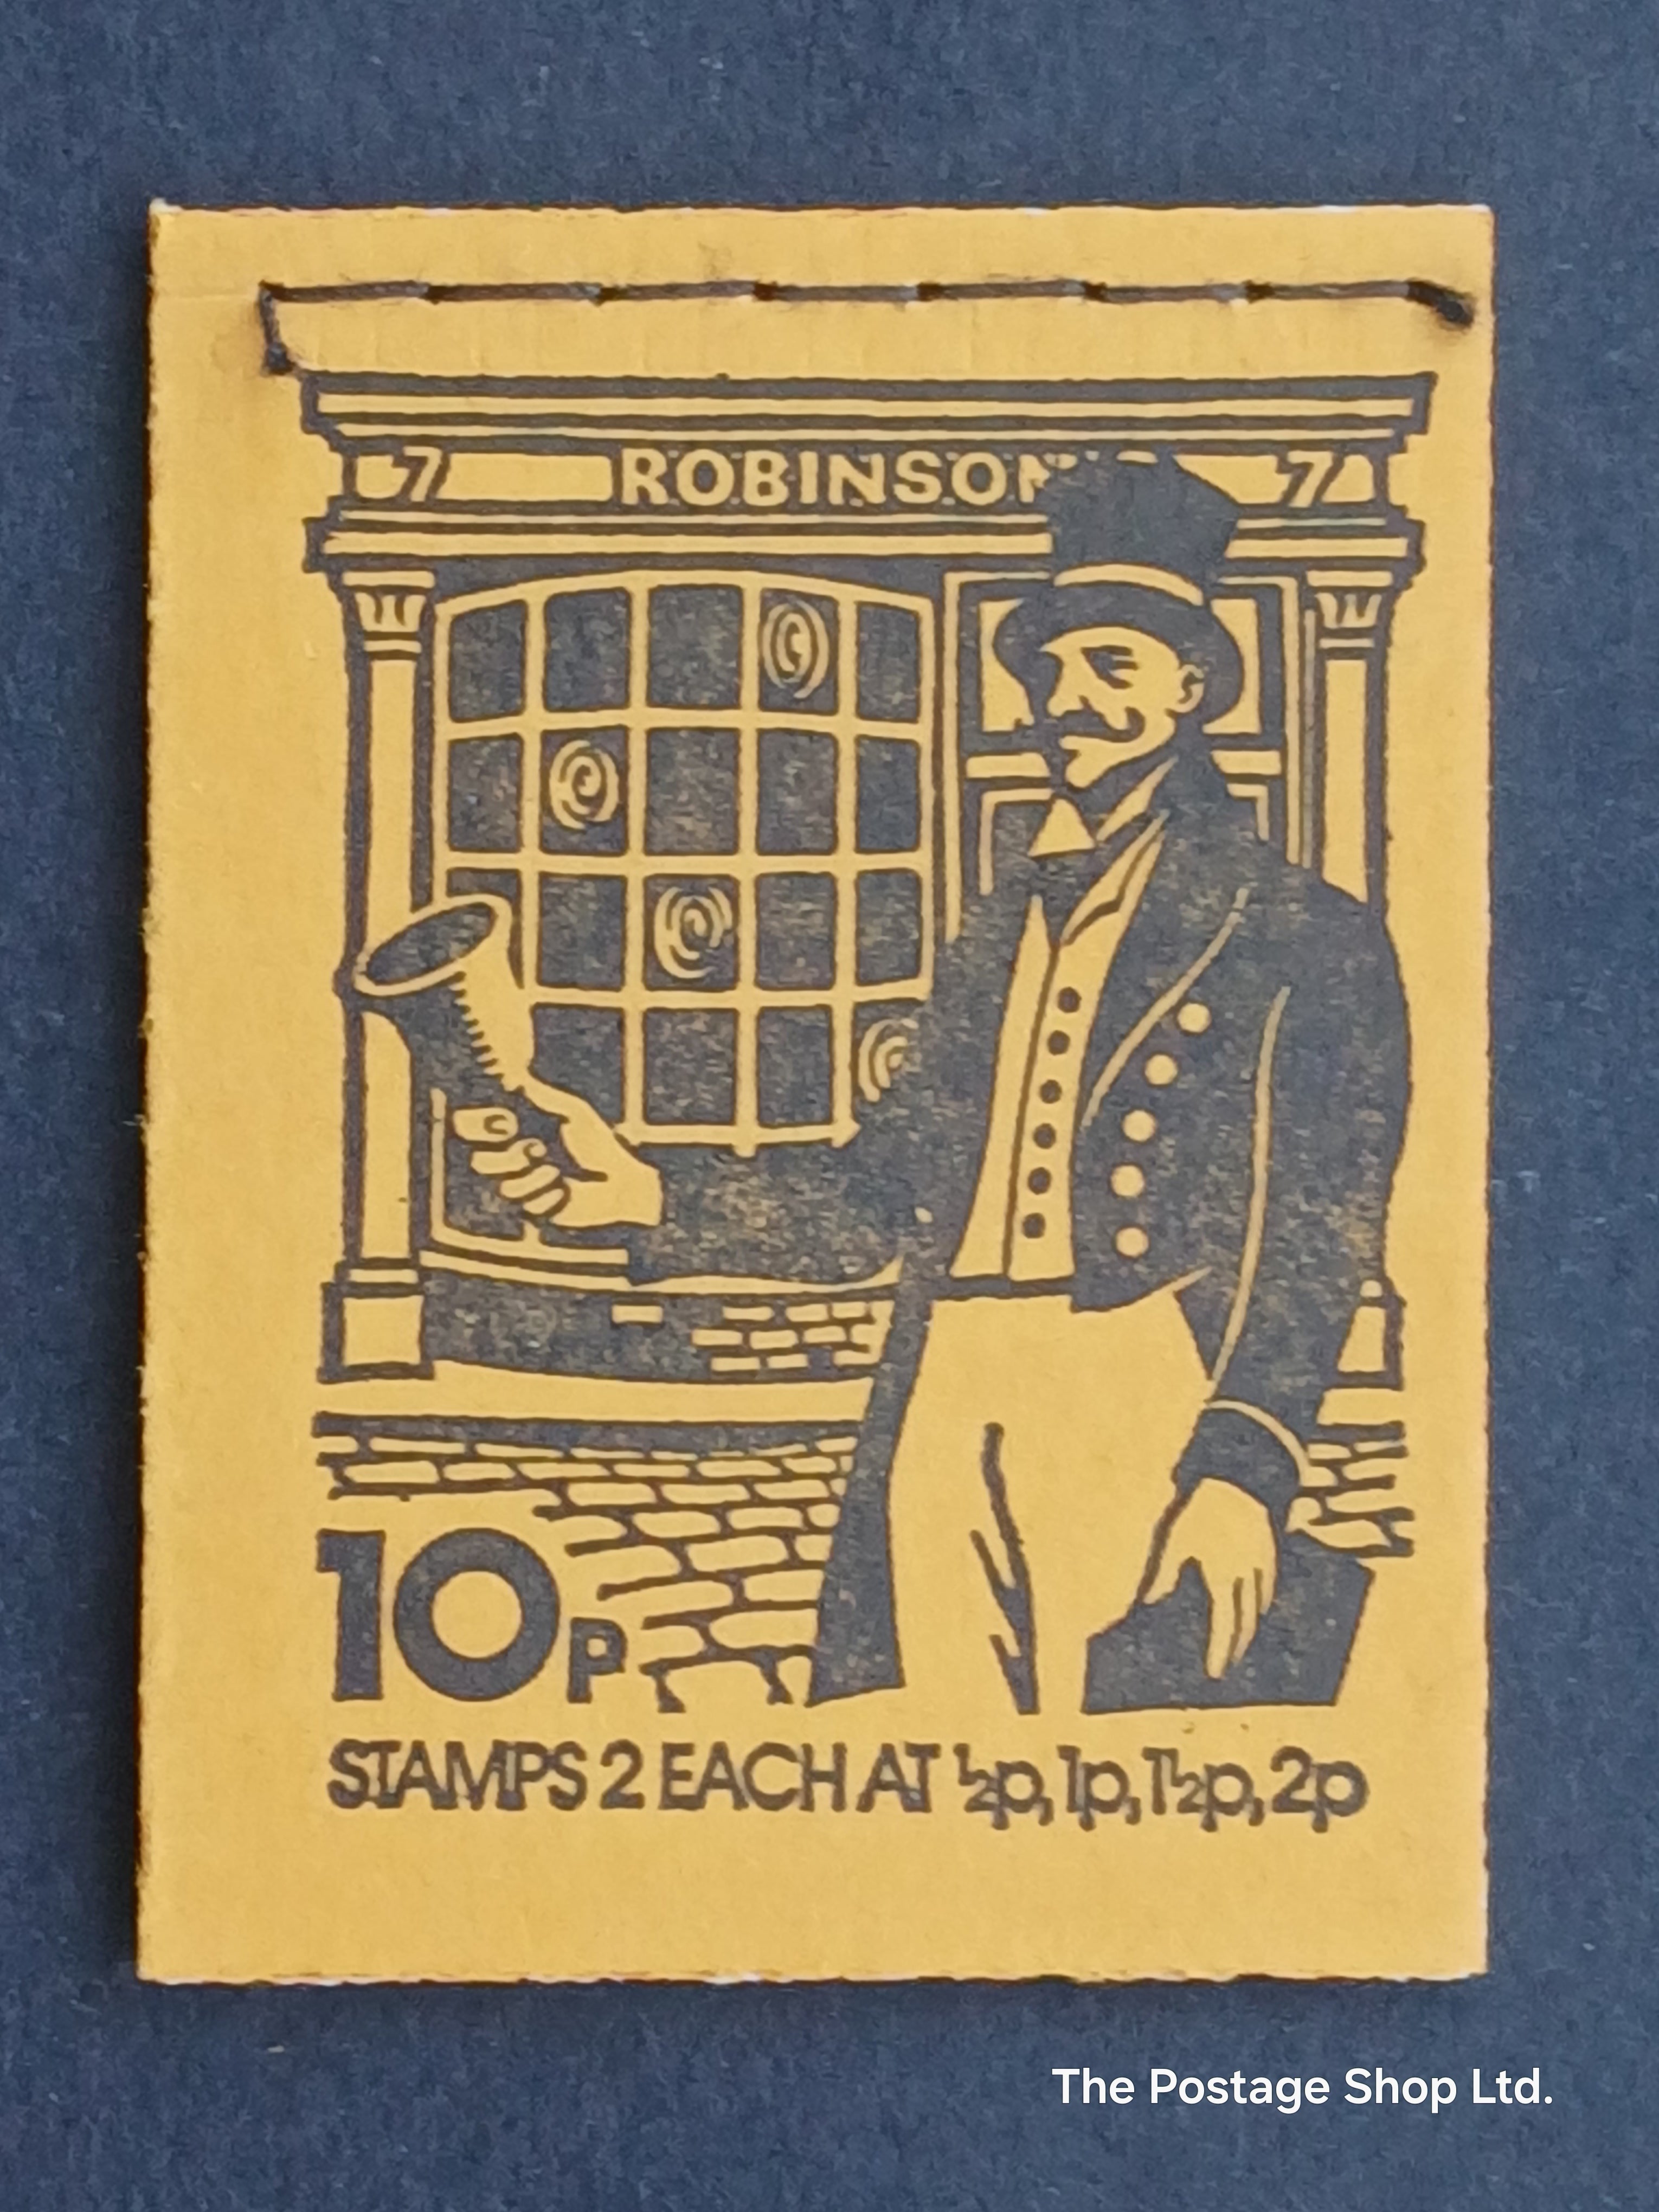 7 ROBINSON 7
10p
STAMPS 2 EACH AT ½p, 1p, 1½p, 2p
The Postage Shop Ltd.